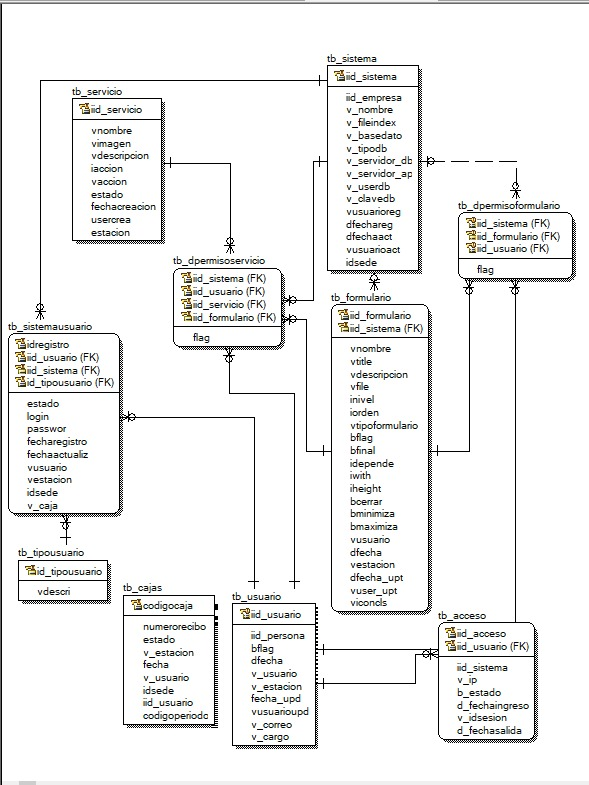 tb_sistema
iid_sistema
iid_empresa
v_nombre
v_fileindex
v_basedato
v_tipodb
v_servidor_db
v_servidor_ap
v_userdb
v_clavedb
vusuarioreg
dfechareg
dfechaact
vusuarioact
idsede
tb_servicio
iid_servicio
vnombre
vimagen
vdescripcion
iaccion
vaccion
estado
fechacreacion
usercrea
estacion
tb_dpermisoformulario
iid_sistema (FK)
iid_formulario (FK)
iid_usuario (FK)
flag
tb_dpermisoservicio
iid_sistema (FK)
iid_usuario (FK)
iid_servicio (FK)
iid_formulario (FK)
flag
tb_formulario
iid_formulario
iid_sistema (FK)
vnombre
vtitle
vdescripcion
vfile
inivel
iorden
vtipoformulario
bflag
bfinal
idepende
iwith
iheight
bcerrar
bminimiza
bmaximiza
vusuario
dfecha
vestacion
dfecha_upt
vuser_upt
viconcls
tb_sistemausuario
idregistro
iid_usuario (FK)
iid_sistema (FK)
id_tipousuario (FK)
estado
login
passwor
fecharegistro
fechaactualiz
vusuario
vestacion
idsede
v_caja
tb_tipousuario
id_tipousuario
vdescri
tb_cajas
codigocaja
numerorecibo
estado
v_estacion
fecha
v_usuario
idsede
iid_usuario
codigoperiodo
tb_usuario
iid_usuario
iid_persona
bflag
dfecha
v_usuario
v_estacion
fecha_upd
vusuarioupd
v_correo
v_cargo
tb_acceso
iid_acceso
iid_usuario (FK)
iid_sistema
v_ip
b_estado
d_fechaingreso
v_idsesion
d_fechasalida